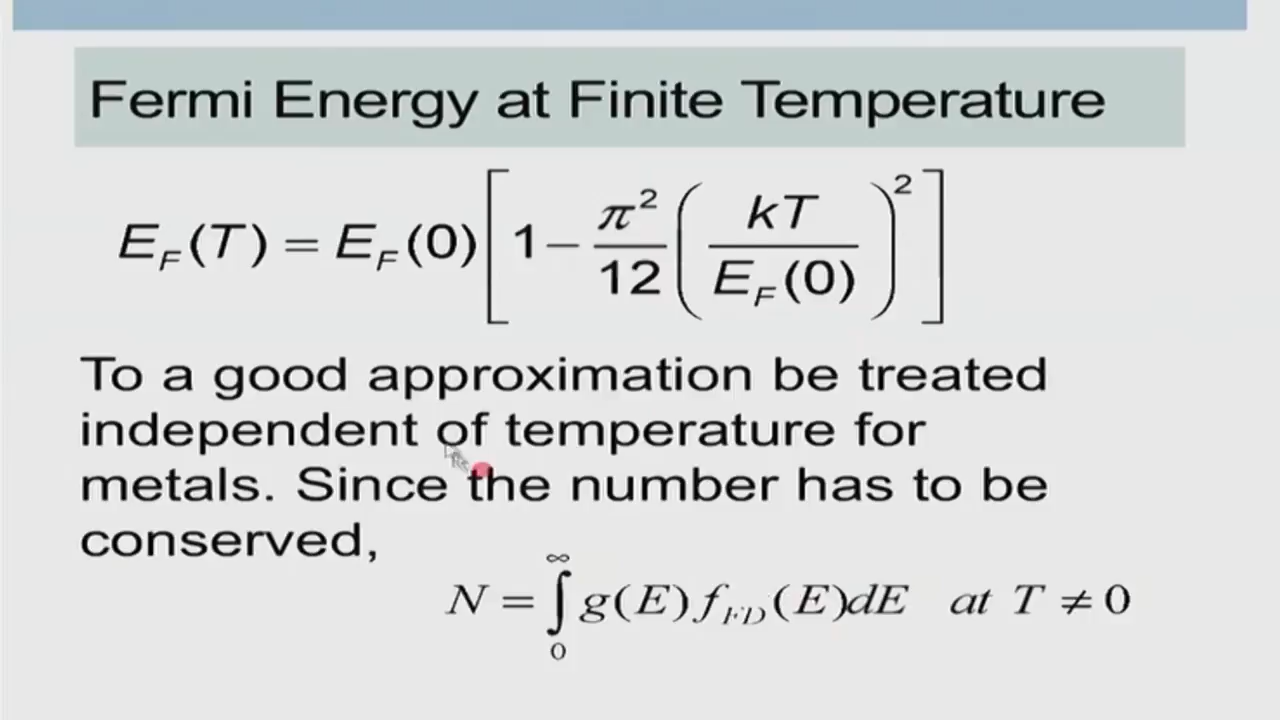 Fermi Energy at Finite Temperature
E_F(T) = E_F(0)[1 − π²/12 (kT/E_F(0))²]
To a good approximation be treated
independent of temperature for
metals. Since the number has to be
conserved,
N = ∫₀^∞ g(E) f_FD(E)dE at T ≠ 0